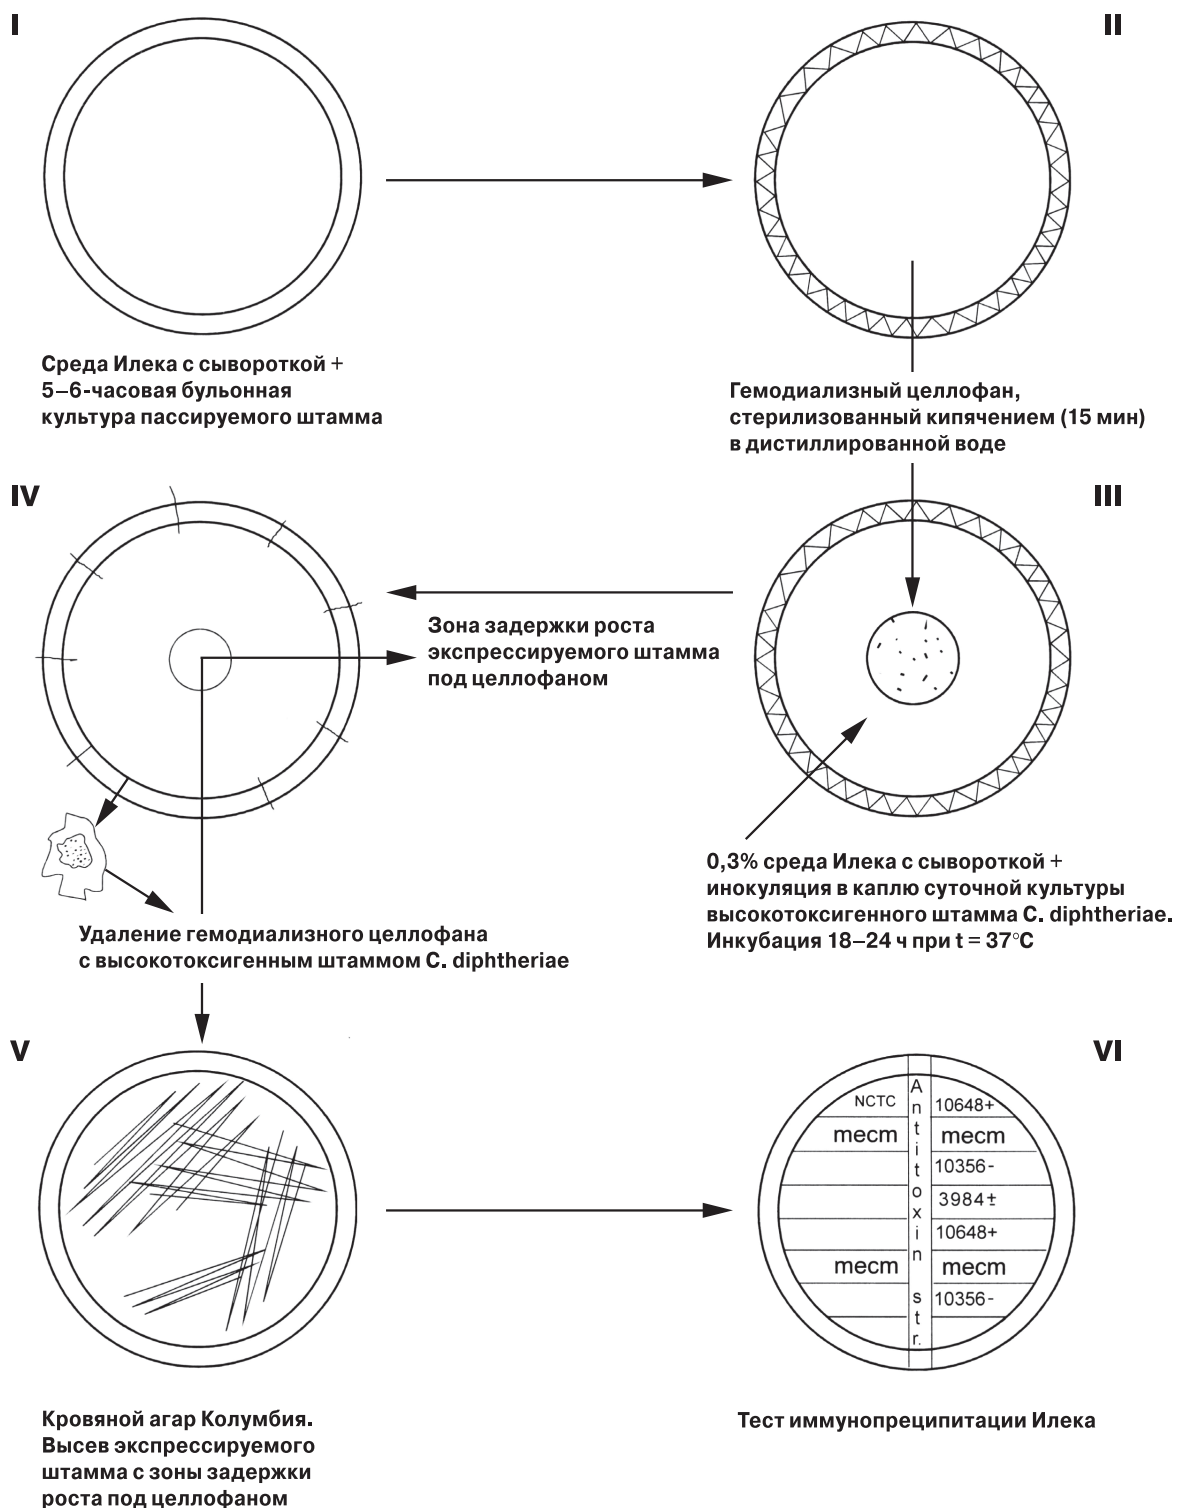 I
II
Среда Илека с сывороткой +
5–6-часовая бульонная
культура пассируемого штамма
Гемодиализный целлофан,
стерилизованный кипячением (15 мин)
в дистиллированной воде
IV
III
Зона задержки роста
экспрессируемого штамма
под целлофаном
0,3% среда Илека с сывороткой +
инокуляция в каплю суточной культуры
высокотоксигенного штамма C. diphtheriae.
Инкубация 18–24 ч при t = 37°C
Удаление гемодиализного целлофана
с высокотоксигенным штаммом C. diphtheriae
V
VI
Antitoxin str.
NCTC 10648+
тест тест
10356-
3984±
10648+
тест тест
10356-
Кровяной агар Колумбия.
Высев экспрессируемого
штамма с зоны задержки
роста под целлофаном
Тест иммунопреципитации Илека